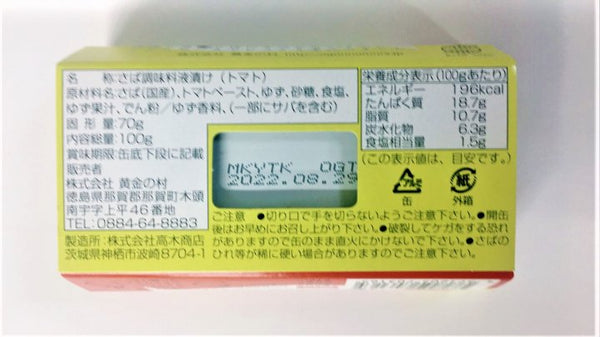 名　称:さば調味料液漬け（トマト）
原材料名:さば(国産)、トマトペースト、ゆず、砂糖、食塩、
ゆず果汁、でん粉／ゆず香料、(一部にサバを含む)
固 形 量:70g
内容総量:100g
賞味期限:缶底下段に記載
販売者
株式会社 黄金の村
徳島県那賀郡那賀町木頭
南宇字上平46番地
TEL:0884-64-8883
製造所:株式会社高木商店
茨城県神栖市波崎8704-1
MKYTK OGT
2022.08.29
栄養成分表示(100gあたり)
エネルギー 196kcal
たんぱく質 18.7g
脂質 10.7g
炭水化物 6.3g
食塩相当量 1.5g
(この表示値は、目安です。)
アルミ
缶
紙
外箱
ご注意 ●切り口で手を切らないようご注意下さい。●開缶
後はお早めにお召し上がり下さい。●破裂してケガをする恐れ
がありますので缶のまま直火にかけないで下さい。●さばの
ひれ等が稀に硬い場合がありますのでご注意下さい。